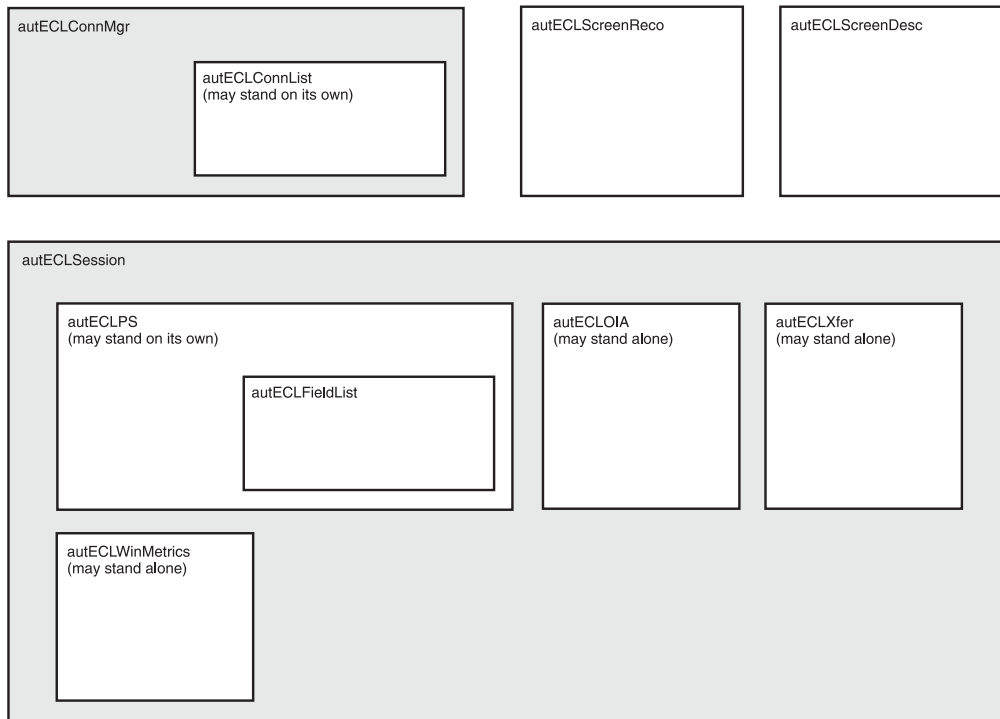 autECLConnMgr
autECLConnList
(may stand on its own)
autECLScreenReco
autECLScreenDesc
autECLSession
autECLPS
(may stand on its own)
autECLFieldList
autECLOIA
(may stand alone)
autECLXfer
(may stand alone)
autECLWinMetrics
(may stand alone)